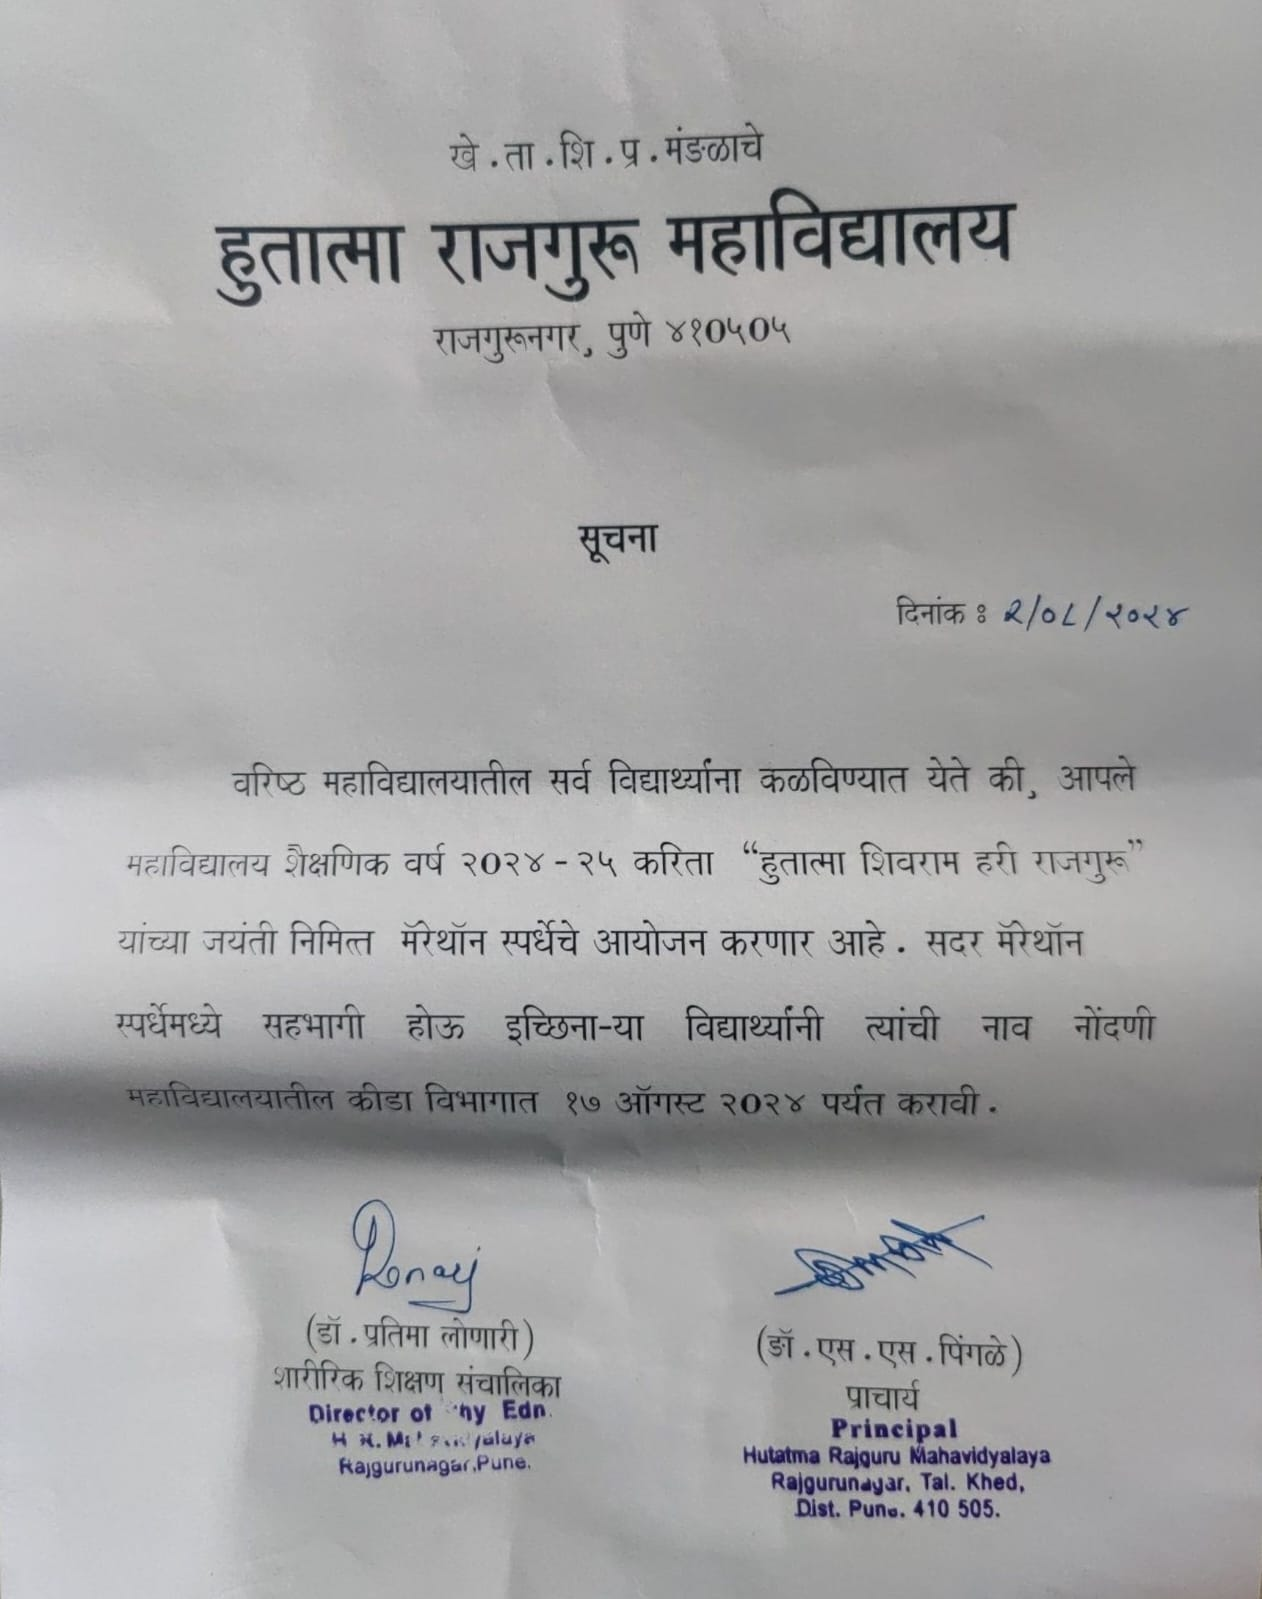 खे.ता.शि.प्र.मंडळाचे
हुतात्मा राजगुरू महाविद्यालय
राजगुरूनगर, पुणे ४१०५०५
सूचना
दिनांक : २/०८/२०२४
वरिष्ठ महाविद्यालयातील सर्व विद्यार्थ्यांना कळविण्यात येते की, आपले
महाविद्यालय शैक्षणिक वर्ष २०२४-२५ करिता "हुतात्मा शिवराम हरी राजगुरू"
यांच्या जयंती निमित्त मॅरेथॉन स्पर्धेचे आयोजन करणार आहे. सदर मॅरेथॉन
स्पर्धेमध्ये सहभागी होऊ इच्छिना-या विद्यार्थ्यांनी त्यांची नाव नोंदणी
महाविद्यालयातील कीडा विभागात १७ ऑगस्ट २०२४ पर्यंत करावी.
(डॉ.प्रतिमा लोणारी)
शारीरिक शिक्षण संचालिका
Director of Phy Edn.
H. R. Mahavidyalaya
Rajgurunagar,Pune.
(डॉ.एस.एस.पिंगळे)
प्राचार्य
Principal
Hutatma Rajguru Mahavidyalaya
Rajgurunagar, Tal. Khed,
Dist. Pune. 410 505.